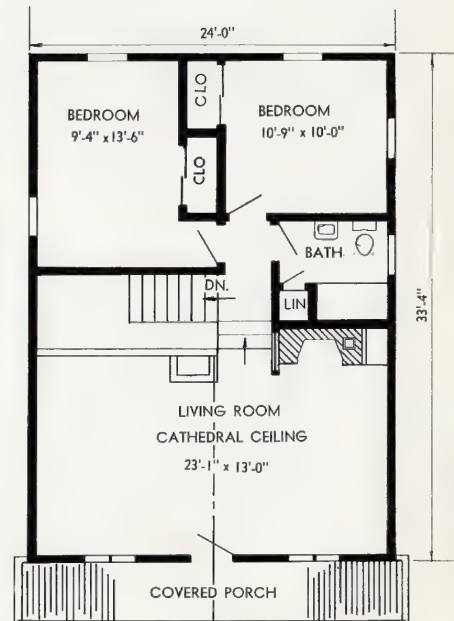 24'-0"
BEDROOM
9'-4" x 13'-6"
CLO
BEDROOM
10'-9" x 10'-0"
CLO
BATH
DN.
LIN
33'-4"
LIVING ROOM
CATHEDRAL CEILING
23'-1" x 13'-0"
COVERED PORCH